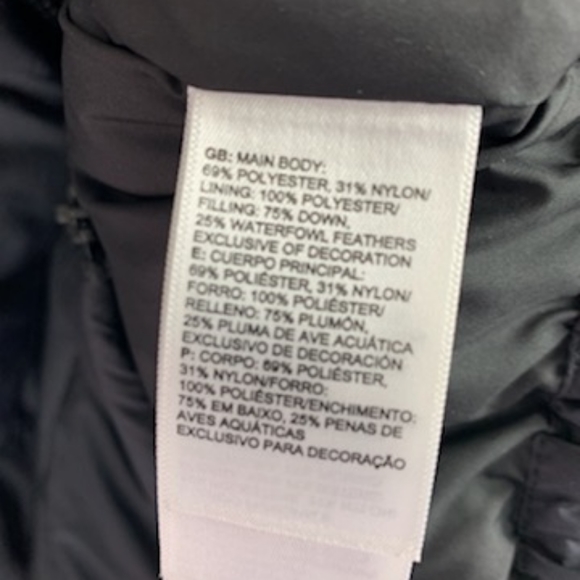 GB: MAIN BODY:
69% POLYESTER, 31% NYLON/
LINING: 100% POLYESTER/
FILLING: 75% DOWN,
25% WATERFOWL FEATHERS
EXCLUSIVE OF DECORATION
E: CUERPO PRINCIPAL:
69% POLIÉSTER, 31% NYLON/
FORRO: 100% POLIÉSTER/
RELLENO: 75% PLUMÓN,
25% PLUMA DE AVE ACUÁTICA
EXCLUSIVO DE DECORACIÓN
P: CORPO: 69% POLIÉSTER,
31% NYLON/FORRO:
100% POLIÉSTER/ENCHIMENTO:
75% EM BAIXO, 25% PENAS DE
AVES AQUÁTICAS
EXCLUSIVO PARA DECORAÇÃO